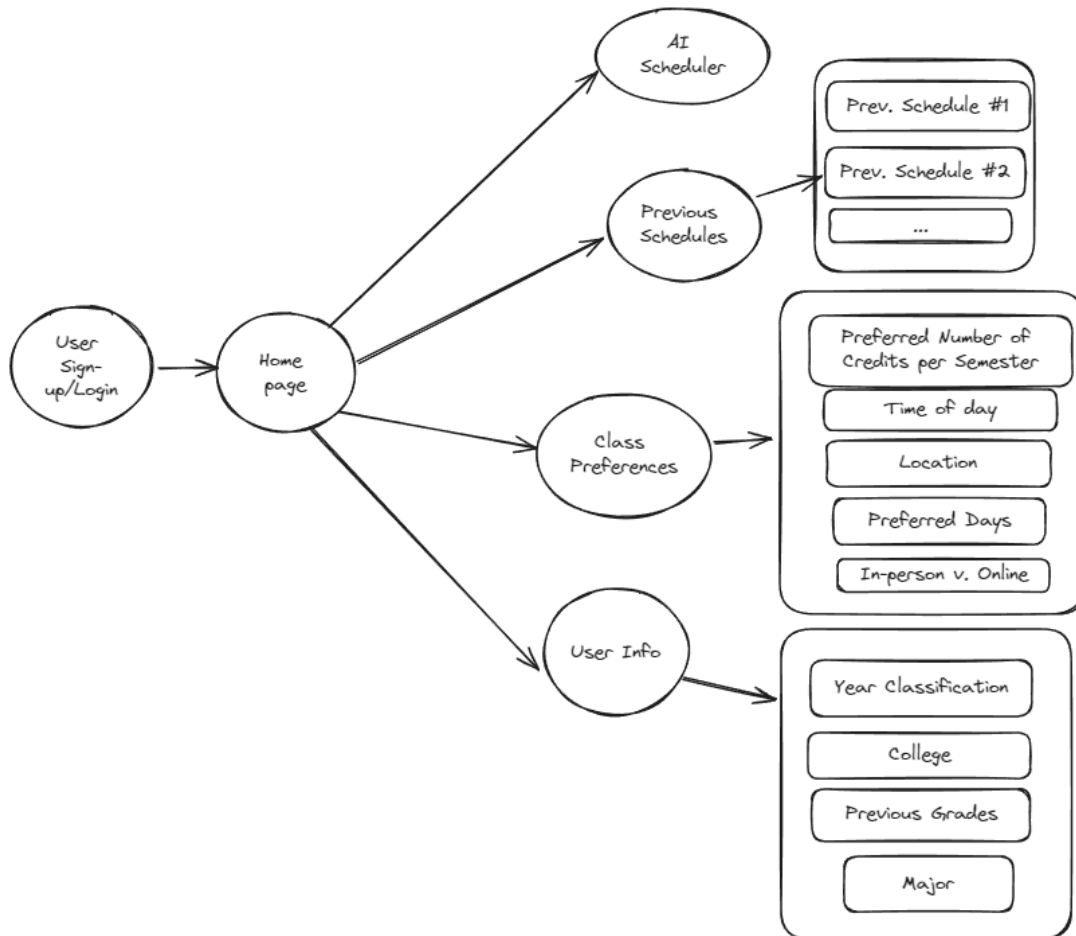 AI
Scheduler
Prev. Schedule #1
Prev. Schedule #2
...
Previous
Schedules
User
Sign-
up/Login
Home
page
Preferred Number of
Credits per Semester
Time of day
Location
Preferred Days
In-person v. Online
Class
Preferences
User Info
Year Classification
College
Previous Grades
Major